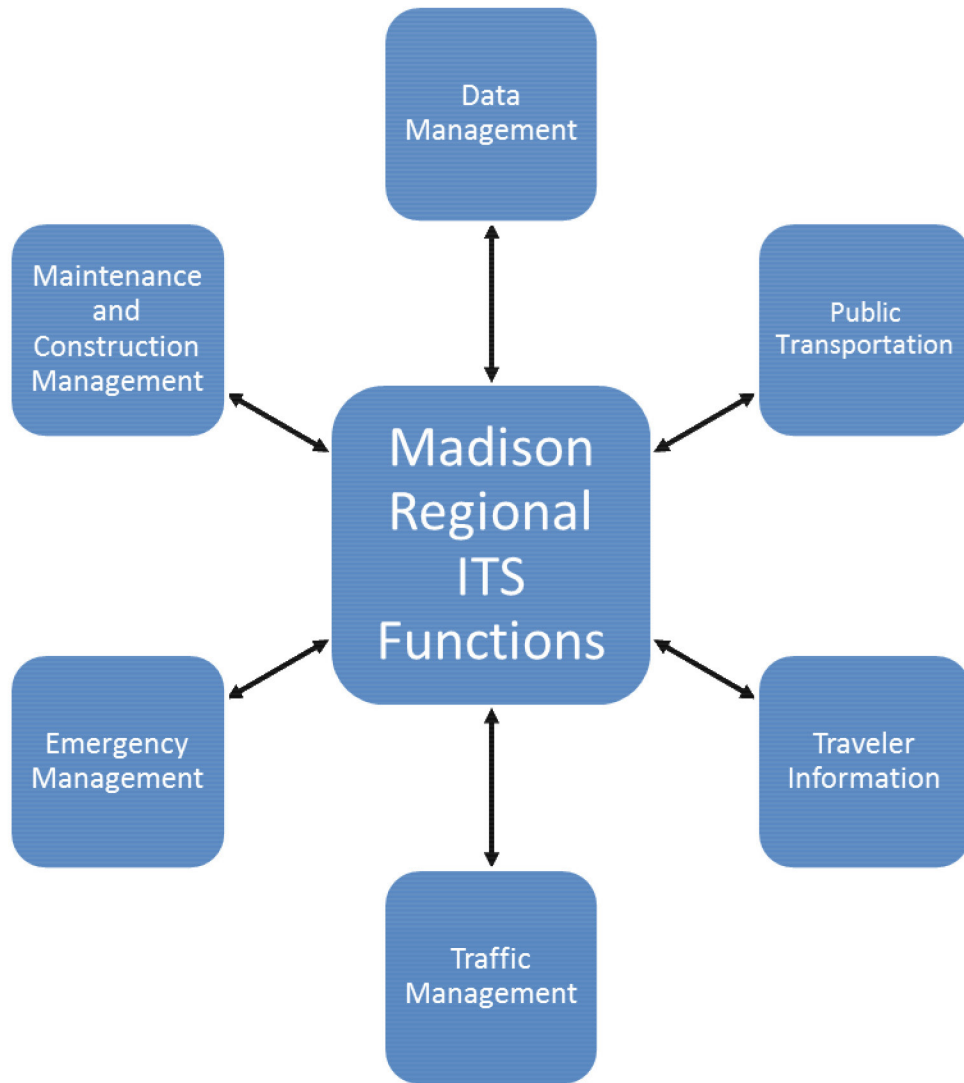 Data
Management
Maintenance
and
Construction
Management
Public
Transportation
Madison
Regional
ITS
Functions
Emergency
Management
Traveler
Information
Traffic
Management